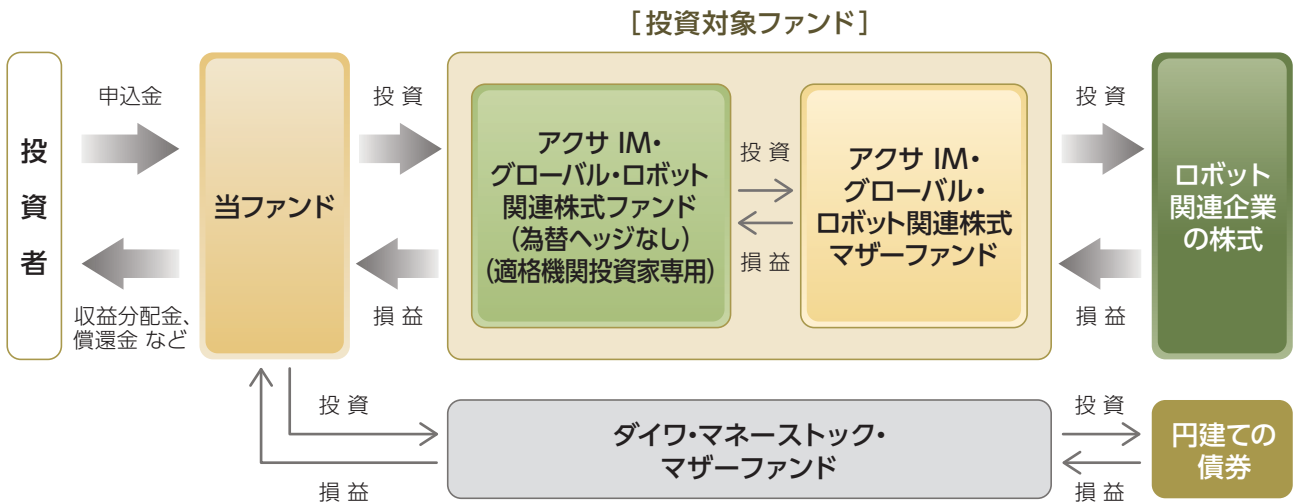 [投資対象ファンド]
投資者
申込金
収益分配金、
償還金 など
当ファンド
投 資
損 益
アクサ IM・
グローバル・ロボット
関連株式ファンド
(為替ヘッジなし)
(適格機関投資家専用)
投 資
損 益
アクサ IM・
グローバル・
ロボット関連株式
マザーファンド
投 資
損 益
ロボット
関連企業
の株式
投 資
損 益
ダイワ・マネーストック・
マザーファンド
投 資
損 益
円建ての
債券